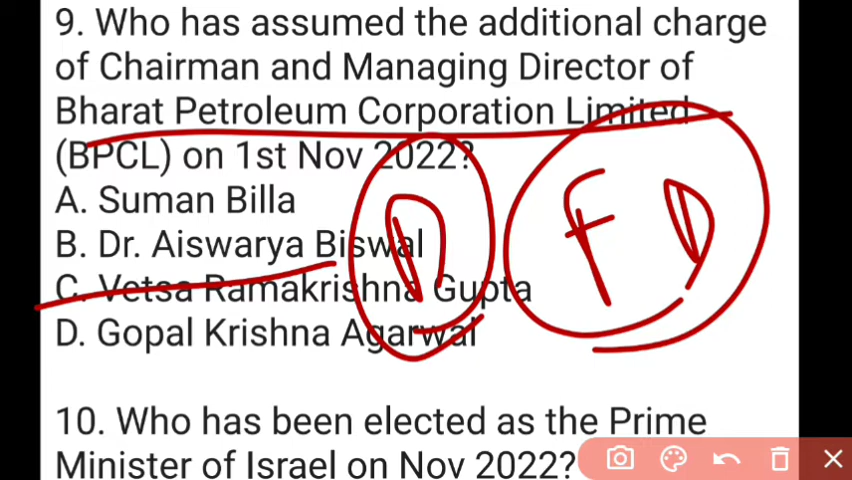 9. Who has assumed the additional charge
of Chairman and Managing Director of
Bharat Petroleum Corporation Limited
(BPCL) on 1st Nov 2022?
A. Suman Billa
B. Dr. Aiswarya Biswal
C. Vetsa Ramakrishna Gupta
D. Gopal Krishna Agarwal
D
F D
10. Who has been elected as the Prime
Minister of Israel on Nov 2022?